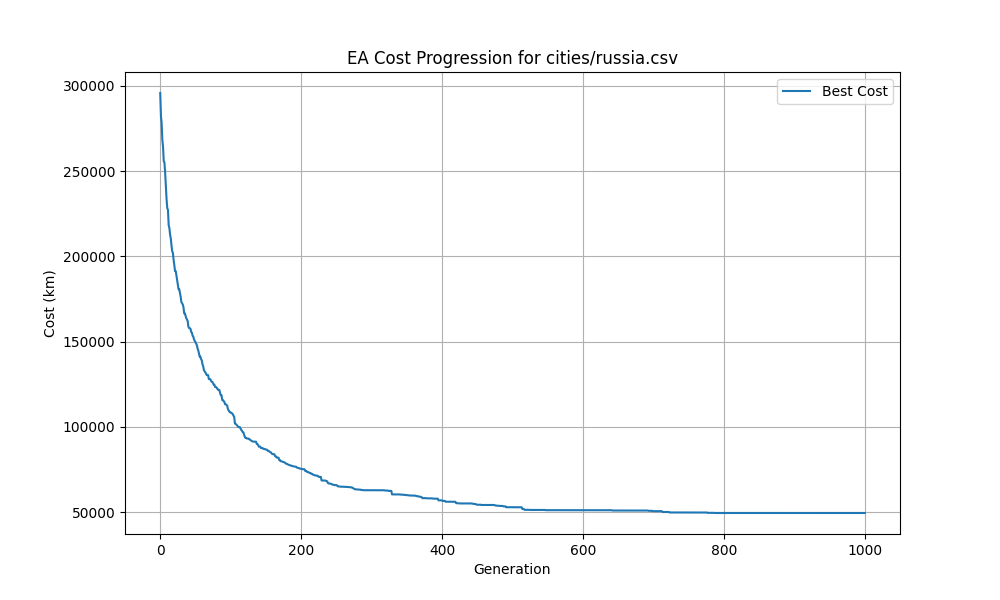 EA Cost Progression for cities/russia.csv
Best Cost
300000
250000
200000
150000
100000
50000
Cost (km)
0 200 400 600 800 1000
Generation